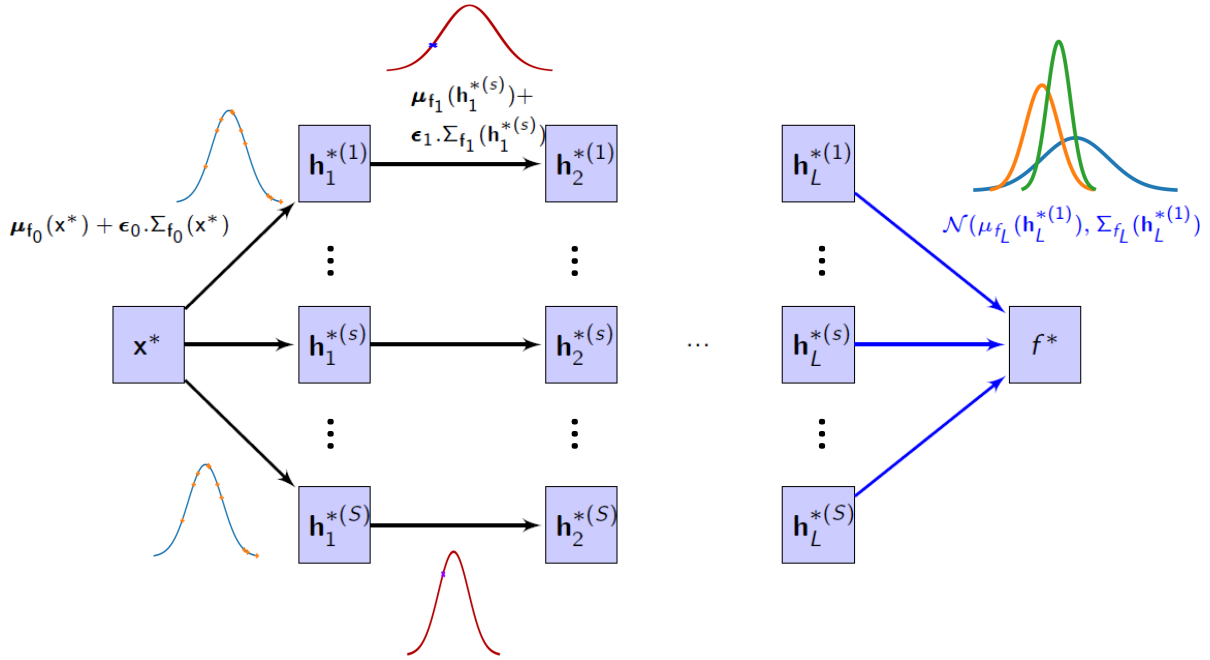 μ_{f_1}(h_1^{*(s)})+
ϵ_1.Σ_{f_1}(h_1^{*(s)})
h_1^{*(1)}
h_2^{*(1)}
h_L^{*(1)}
μ_{f_0}(x*) + ϵ_0.Σ_{f_0}(x*)
𝒩(μ_{f_L}(h_L^{*(1)}), Σ_{f_L}(h_L^{*(1)})
x*
h_1^{*(s)}
h_2^{*(s)}
...
h_L^{*(s)}
f*
h_1^{*(S)}
h_2^{*(S)}
h_L^{*(S)}